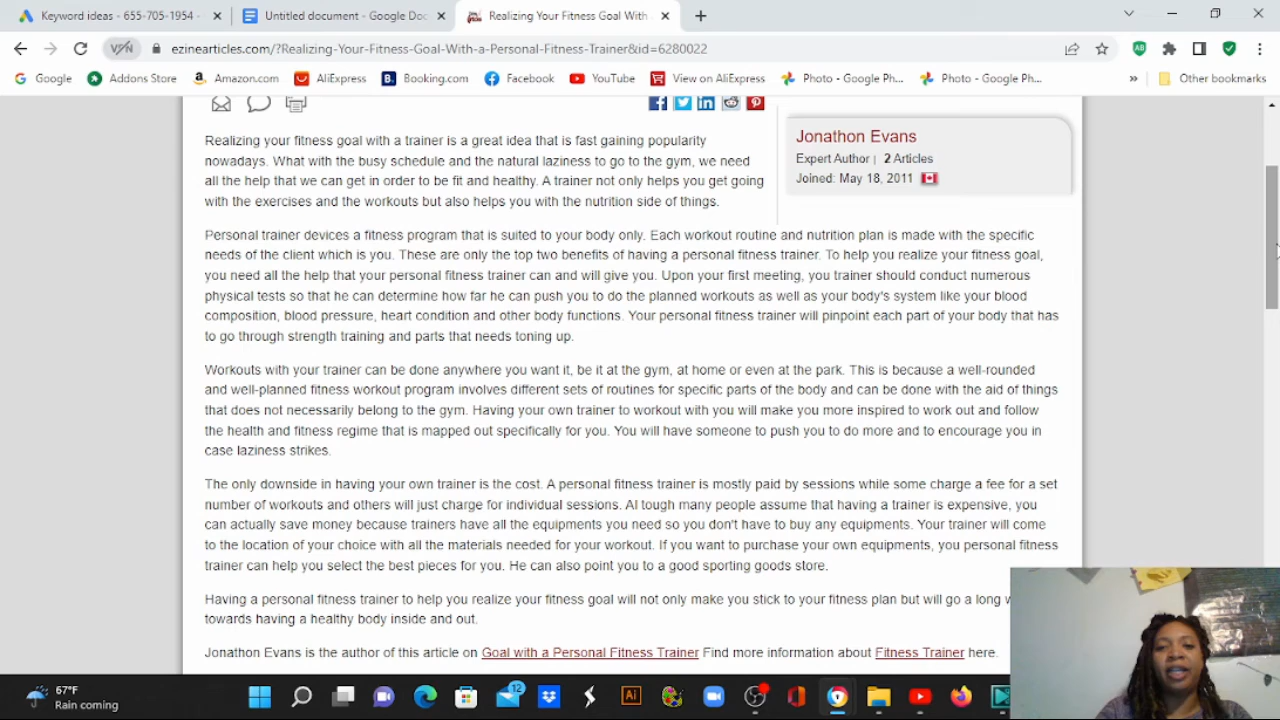 Keyword ideas - 655-705-1954 -
Untitled document - Google Doc
Realizing Your Fitness Goal With
ezinearticles.com/?Realizing-Your-Fitness-Goal-With-a-Personal-Fitness-Trainer&id=6280022
Google Addons Store Amazon.com AliExpress Booking.com Facebook YouTube View on AliExpress Photo - Google Ph... Photo - Google Ph... » Other bookmarks
Jonathon Evans
Expert Author | 2 Articles
Joined: May 18, 2011
Realizing your fitness goal with a trainer is a great idea that is fast gaining popularity
nowadays. What with the busy schedule and the natural laziness to go to the gym, we need
all the help that we can get in order to be fit and healthy. A trainer not only helps you get going
with the exercises and the workouts but also helps you with the nutrition side of things.
Personal trainer devices a fitness program that is suited to your body only. Each workout routine and nutrition plan is made with the specific
needs of the client which is you. These are only the top two benefits of having a personal fitness trainer. To help you realize your fitness goal,
you need all the help that your personal fitness trainer can and will give you. Upon your first meeting, you trainer should conduct numerous
physical tests so that he can determine how far he can push you to do the planned workouts as well as your body's system like your blood
composition, blood pressure, heart condition and other body functions. Your personal fitness trainer will pinpoint each part of your body that has
to go through strength training and parts that needs toning up.
Workouts with your trainer can be done anywhere you want it, be it at the gym, at home or even at the park. This is because a well-rounded
and well-planned fitness workout program involves different sets of routines for specific parts of the body and can be done with the aid of things
that does not necessarily belong to the gym. Having your own trainer to workout with you will make you more inspired to work out and follow
the health and fitness regime that is mapped out specifically for you. You will have someone to push you to do more and to encourage you in
case laziness strikes.
The only downside in having your own trainer is the cost. A personal fitness trainer is mostly paid by sessions while some charge a fee for a set
number of workouts and others will just charge for individual sessions. Al tough many people assume that having a trainer is expensive, you
can actually save money because trainers have all the equipments you need so you don't have to buy any equipments. Your trainer will come
to the location of your choice with all the materials needed for your workout. If you want to purchase your own equipments, you personal fitness
trainer can help you select the best pieces for you. He can also point you to a good sporting goods store.
Having a personal fitness trainer to help you realize your fitness goal will not only make you stick to your fitness plan but will go a long
towards having a healthy body inside and out.
Jonathon Evans is the author of this article on Goal with a Personal Fitness Trainer Find more information about Fitness Trainer here.
67°F
Rain coming
12
Ai